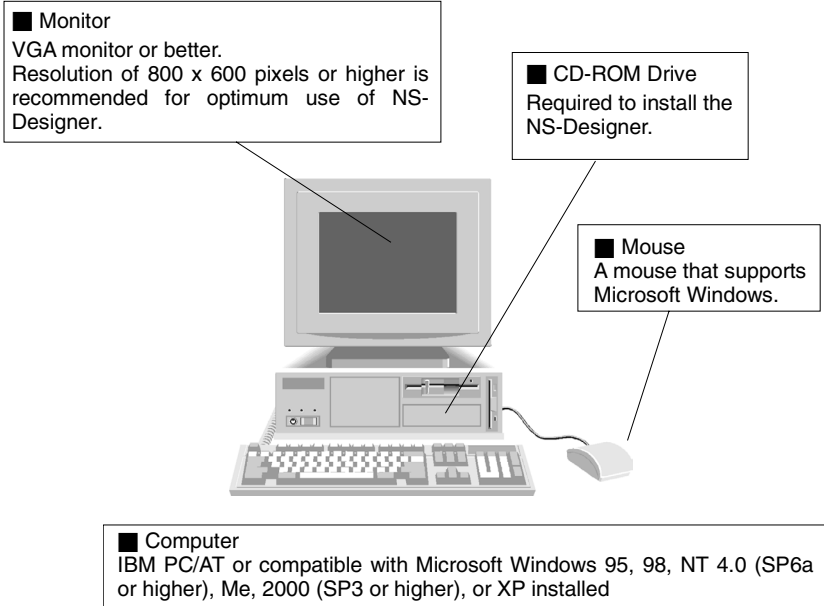 ■ Monitor
VGA monitor or better.
Resolution of 800 x 600 pixels or higher is
recommended for optimum use of NS-
Designer.
■ CD-ROM Drive
Required to install the
NS-Designer.
■ Mouse
A mouse that supports
Microsoft Windows.
■ Computer
IBM PC/AT or compatible with Microsoft Windows 95, 98, NT 4.0 (SP6a
or higher), Me, 2000 (SP3 or higher), or XP installed